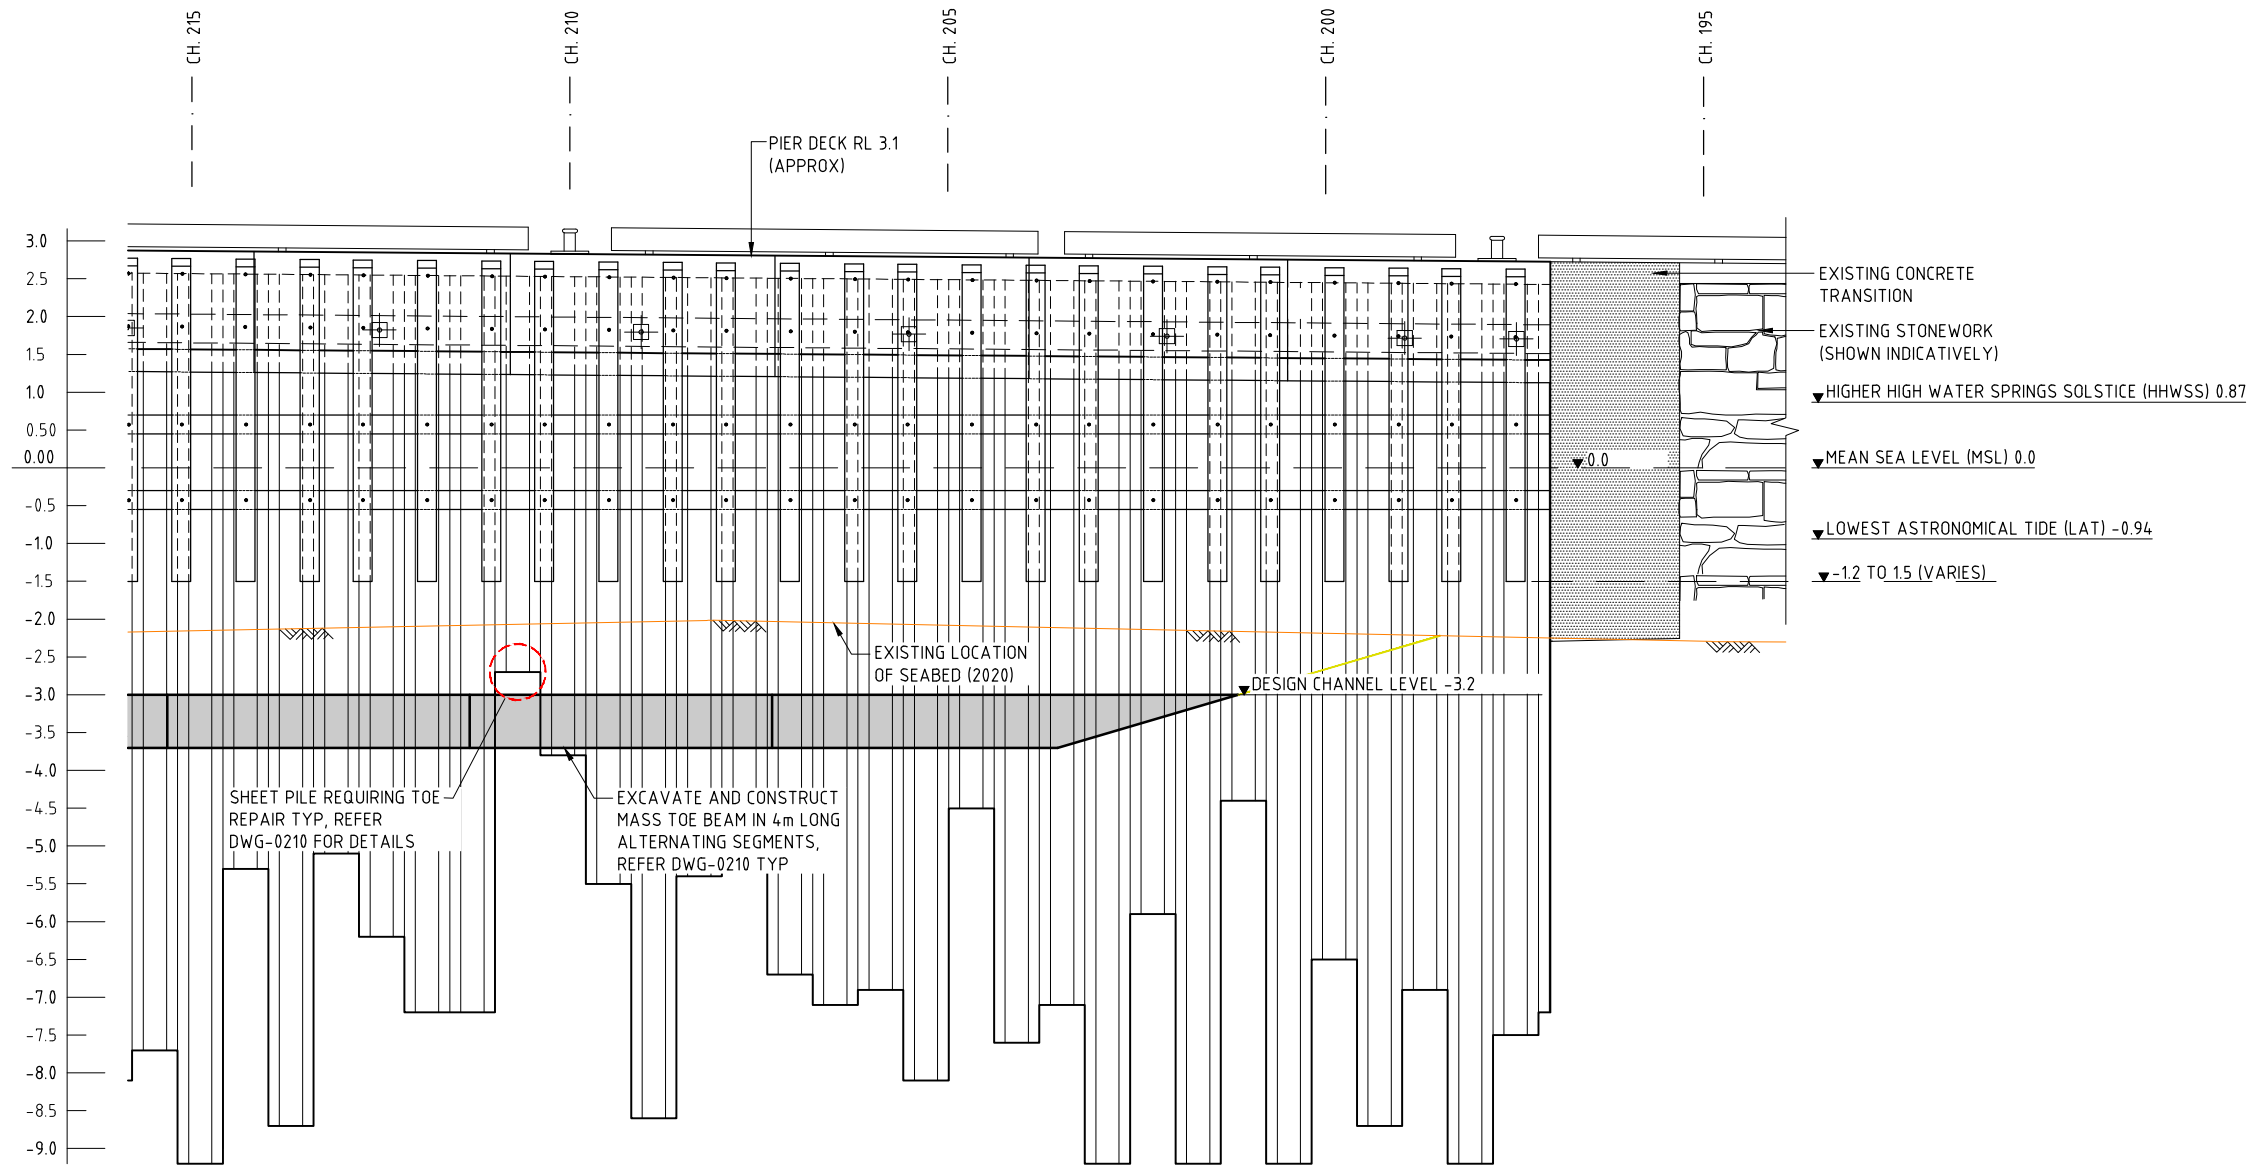 CH. 215
CH. 210
CH. 205
CH. 200
CH. 195
PIER DECK RL 3.1
(APPROX)
3.0
2.5
2.0
1.5
1.0
0.50
0.00
-0.5
-1.0
-1.5
-2.0
-2.5
-3.0
-3.5
-4.0
-4.5
-5.0
-5.5
-6.0
-6.5
-7.0
-7.5
-8.0
-8.5
-9.0
EXISTING CONCRETE
TRANSITION
EXISTING STONEWORK
(SHOWN INDICATIVELY)
HIGHER HIGH WATER SPRINGS SOLSTICE (HHWSS) 0.87
0.0
MEAN SEA LEVEL (MSL) 0.0
LOWEST ASTRONOMICAL TIDE (LAT) -0.94
-1.2 TO 1.5 (VARIES)
EXISTING LOCATION
OF SEABED (2020)
DESIGN CHANNEL LEVEL -3.2
SHEET PILE REQUIRING TOE
REPAIR TYP, REFER
DWG-0210 FOR DETAILS
EXCAVATE AND CONSTRUCT
MASS TOE BEAM IN 4m LONG
ALTERNATING SEGMENTS,
REFER DWG-0210 TYP